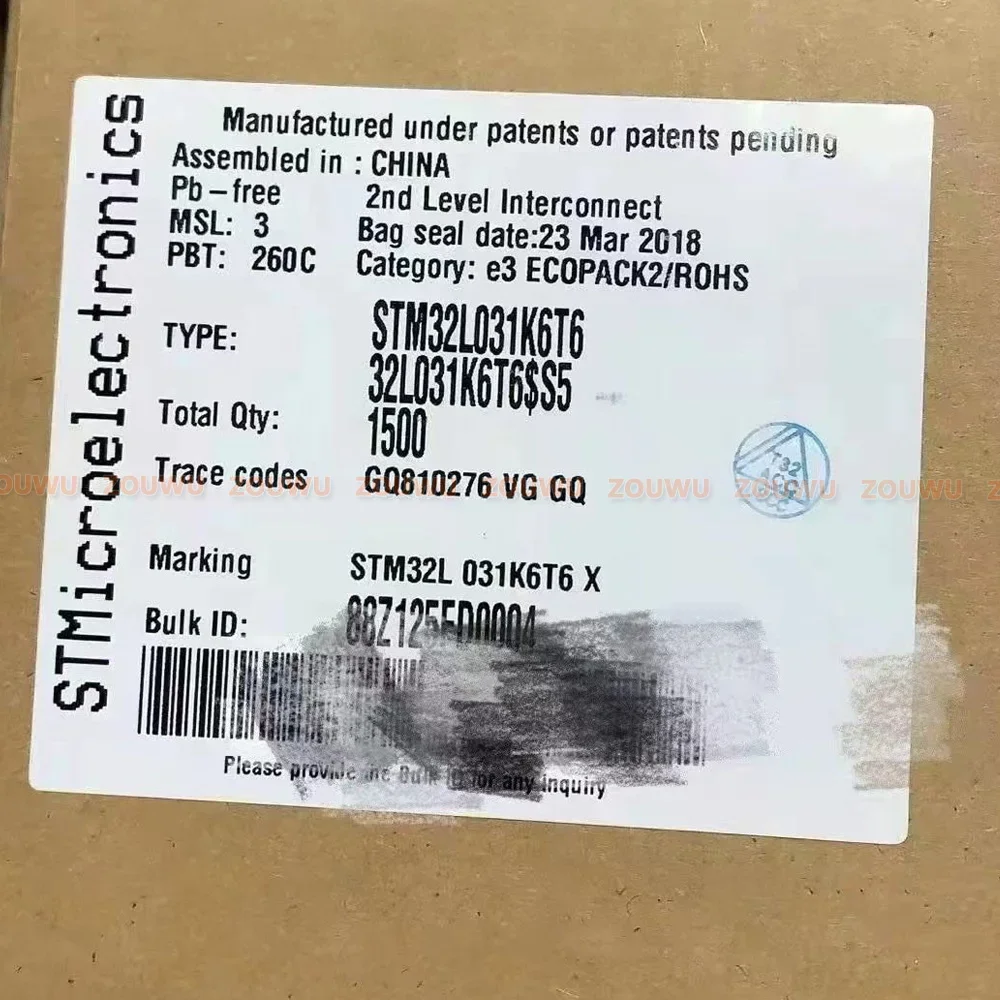 STMicroelectronics
Manufactured under patents or patents pending
Assembled in : CHINA
Pb-free 2nd Level Interconnect
MSL: 3 Bag seal date:23 Mar 2018
PBT: 260C Category: e3 ECOPACK2/ROHS
TYPE: STM32L031K6T6
32L031K6T6$S5
Total Qty: 1500
Trace codes GQ810276 VG GQ
ZOUWU ZOUWU ZOUWU ZOUWU ZOUWU ZOUWU ZOUWU ZOUWU
Marking STM32L 031K6T6 X
Bulk ID:
Please provide the Bulk ID for any inquiry
T32